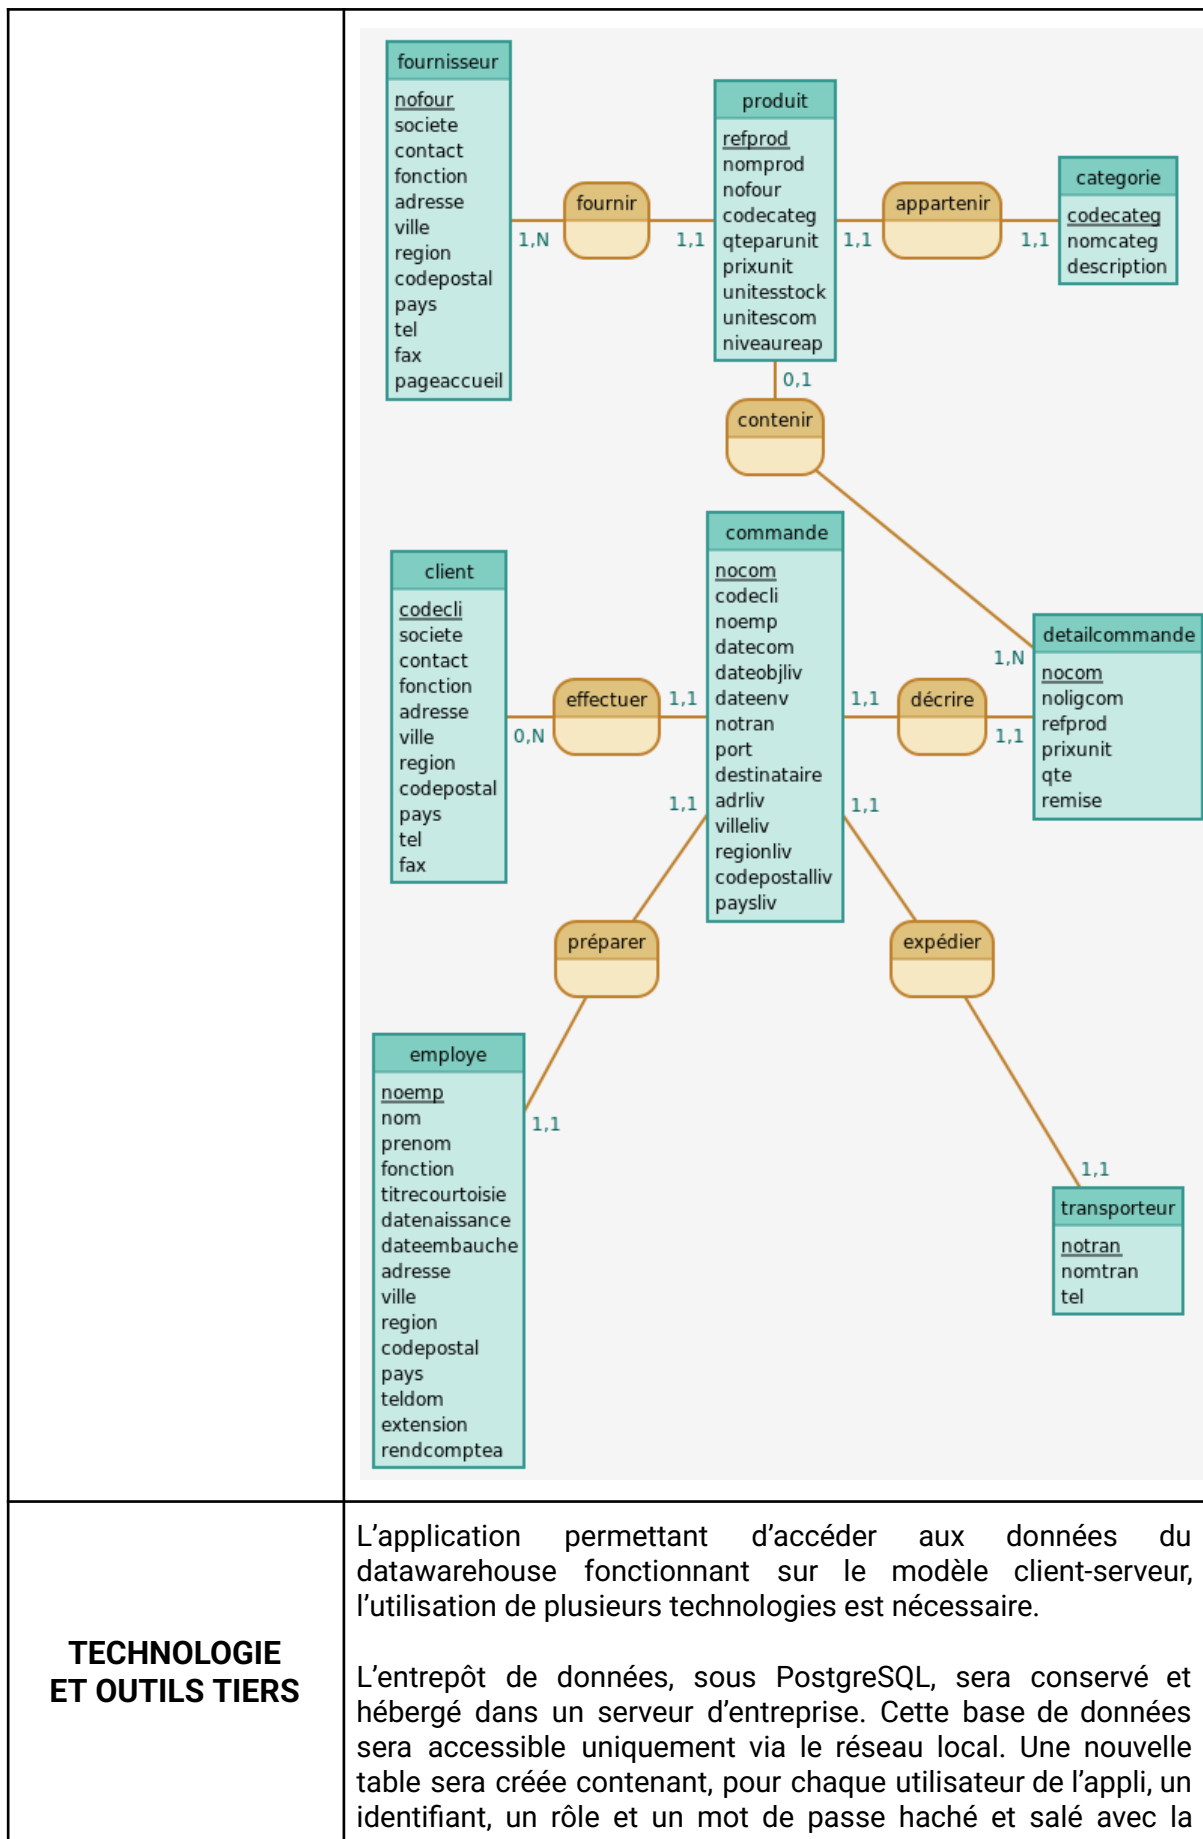 fournisseur
nofour
societe
contact
fonction
adresse
ville
region
codepostal
pays
tel
fax
pageaccueil
fournir
1,N
1,1
produit
refprod
nomprod
nofour
codecateg
qteparunit
prixunit
unitesstock
unitescom
niveaureap
appartenir
1,1
1,1
categorie
codecateg
nomcateg
description
0,1
contenir
1,N
client
codecli
societe
contact
fonction
adresse
ville
region
codepostal
pays
tel
fax
effectuer
0,N
1,1
commande
nocom
codecli
noemp
datecom
dateobjliv
dateenv
notran
port
destinataire
adrliv
villeliv
regionliv
codepostalliv
paysliv
décrire
1,1
1,1
detailcommande
nocom
noligcom
refprod
prixunit
qte
remise
1,1
préparer
1,1
1,1
expédier
1,1
employe
noemp
nom
prenom
fonction
titrecourtoisie
datenaissance
dateembauche
adresse
ville
region
codepostal
pays
teldom
extension
rendcomptea
transporteur
notran
nomtran
tel
TECHNOLOGIE
ET OUTILS TIERS
L’application permettant d’accéder aux données du
datawarehouse fonctionnant sur le modèle client-serveur,
l’utilisation de plusieurs technologies est nécessaire.
L’entrepôt de données, sous PostgreSQL, sera conservé et
hébergé dans un serveur d’entreprise. Cette base de données
sera accessible uniquement via le réseau local. Une nouvelle
table sera créée contenant, pour chaque utilisateur de l’appli, un
identifiant, un rôle et un mot de passe haché et salé avec la